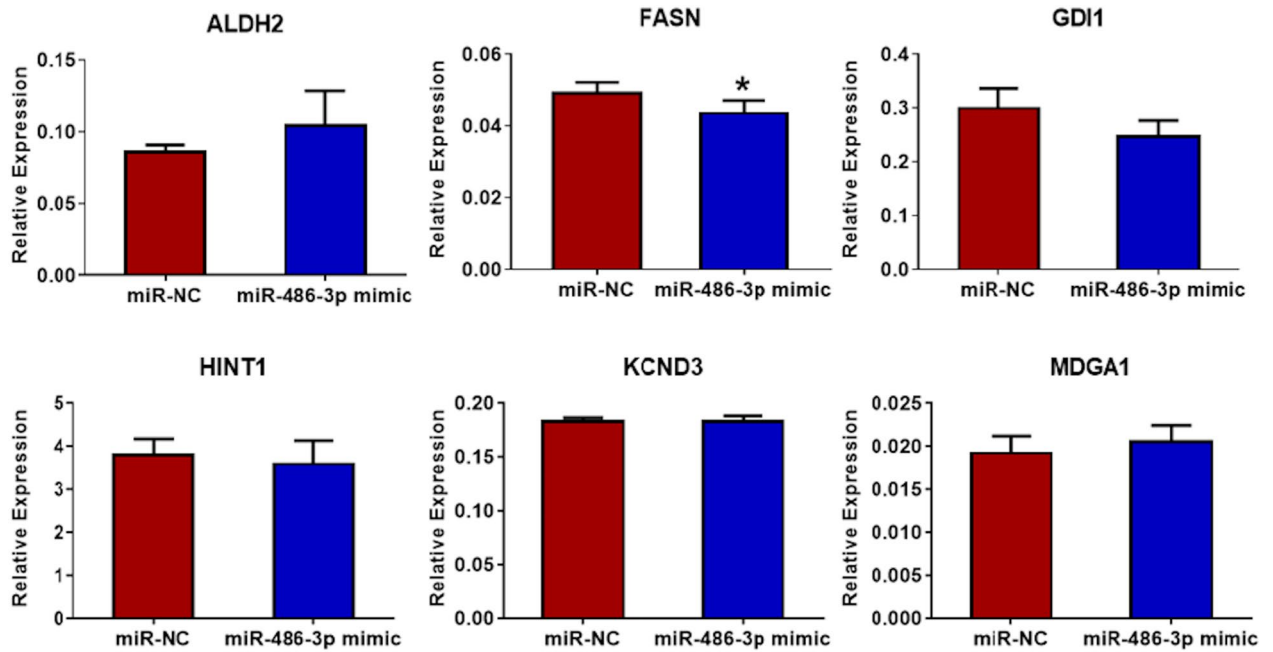 ALDH2
Relative Expression
0.15
0.10
0.05
0.00
miR-NC miR-486-3p mimic
FASN
Relative Expression
0.06
0.04
0.02
0.00
*
miR-NC miR-486-3p mimic
GDI1
Relative Expression
0.4
0.3
0.2
0.1
0.0
miR-NC miR-486-3p mimic
HINT1
Relative Expression
5
4
3
2
1
0
miR-NC miR-486-3p mimic
KCND3
Relative Expression
0.20
0.15
0.10
0.05
0.00
miR-NC miR-486-3p mimic
MDGA1
Relative Expression
0.025
0.020
0.015
0.010
0.005
0.000
miR-NC miR-486-3p mimic